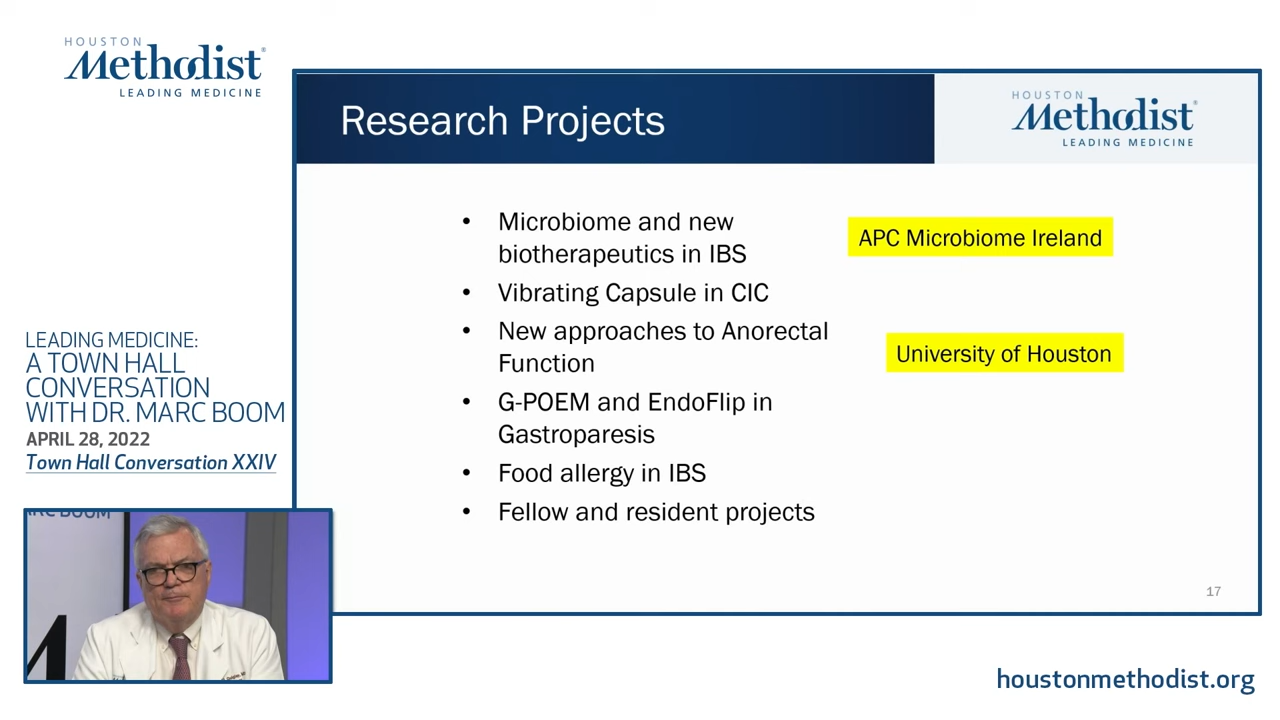 HOUSTON
Methodist®
LEADING MEDICINE
Research Projects
HOUSTON
Methodist®
LEADING MEDICINE
• Microbiome and new
biotherapeutics in IBS
APC Microbiome Ireland
• Vibrating Capsule in CIC
• New approaches to Anorectal
Function
University of Houston
• G-POEM and EndoFlip in
Gastroparesis
• Food allergy in IBS
• Fellow and resident projects
17
LEADING MEDICINE:
A TOWN HALL
CONVERSATION
WITH DR. MARC BOOM
APRIL 28, 2022
Town Hall Conversation XXIV
BOOM
houstonmethodist.org